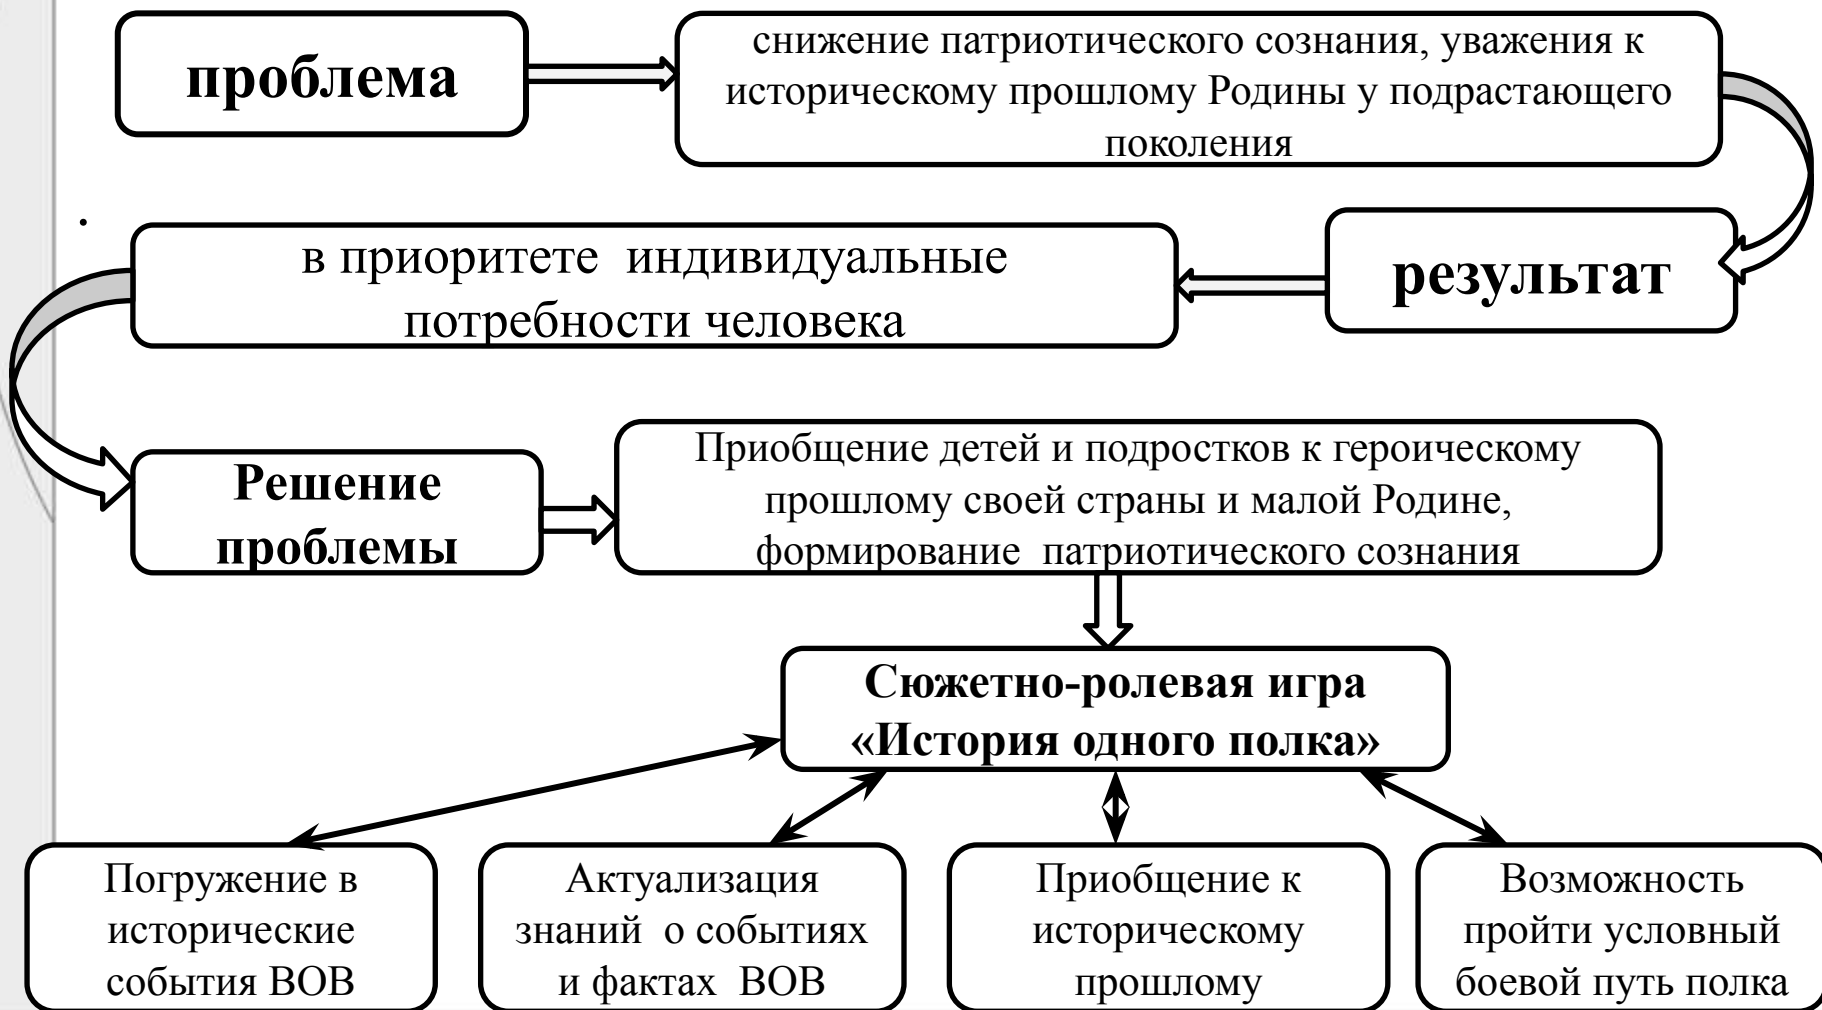 проблема
снижение патриотического сознания, уважения к
историческому прошлому Родины у подрастающего
поколения
.
в приоритете индивидуальные
потребности человека
результат
Решение
проблемы
Приобщение детей и подростков к героическому
прошлому своей страны и малой Родине,
формирование патриотического сознания
Сюжетно-ролевая игра
«История одного полка»
Погружение в
исторические
события ВОВ
Актуализация
знаний о событиях
и фактах ВОВ
Приобщение к
историческому
прошлому
Возможность
пройти условный
боевой путь полка